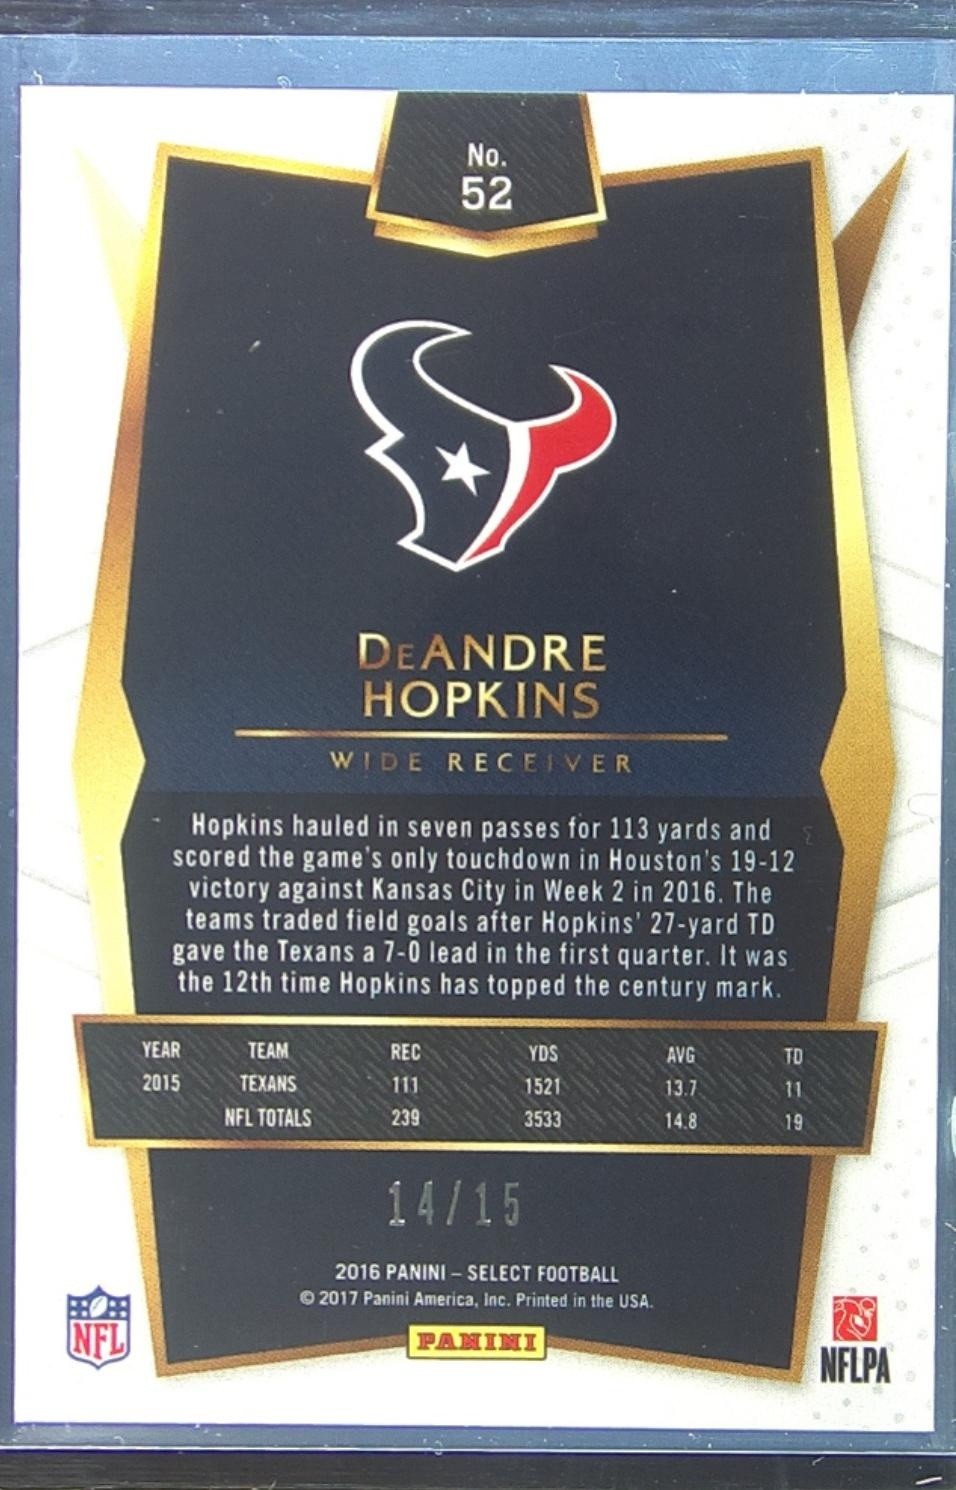 No.
52
DeANDRE
HOPKINS
WIDE RECEIVER
Hopkins hauled in seven passes for 113 yards and
scored the game's only touchdown in Houston's 19-12
victory against Kansas City in Week 2 in 2016. The
teams traded field goals after Hopkins' 27-yard TD
gave the Texans a 7-0 lead in the first quarter. It was
the 12th time Hopkins has topped the century mark.
YEAR TEAM REC YDS AVG TD
2015 TEXANS 111 1521 13.7 11
NFL TOTALS 239 3533 14.8 19
14/15
2016 PANINI – SELECT FOOTBALL
© 2017 Panini America, Inc. Printed in the USA.
NFL
PANINI
NFLPA